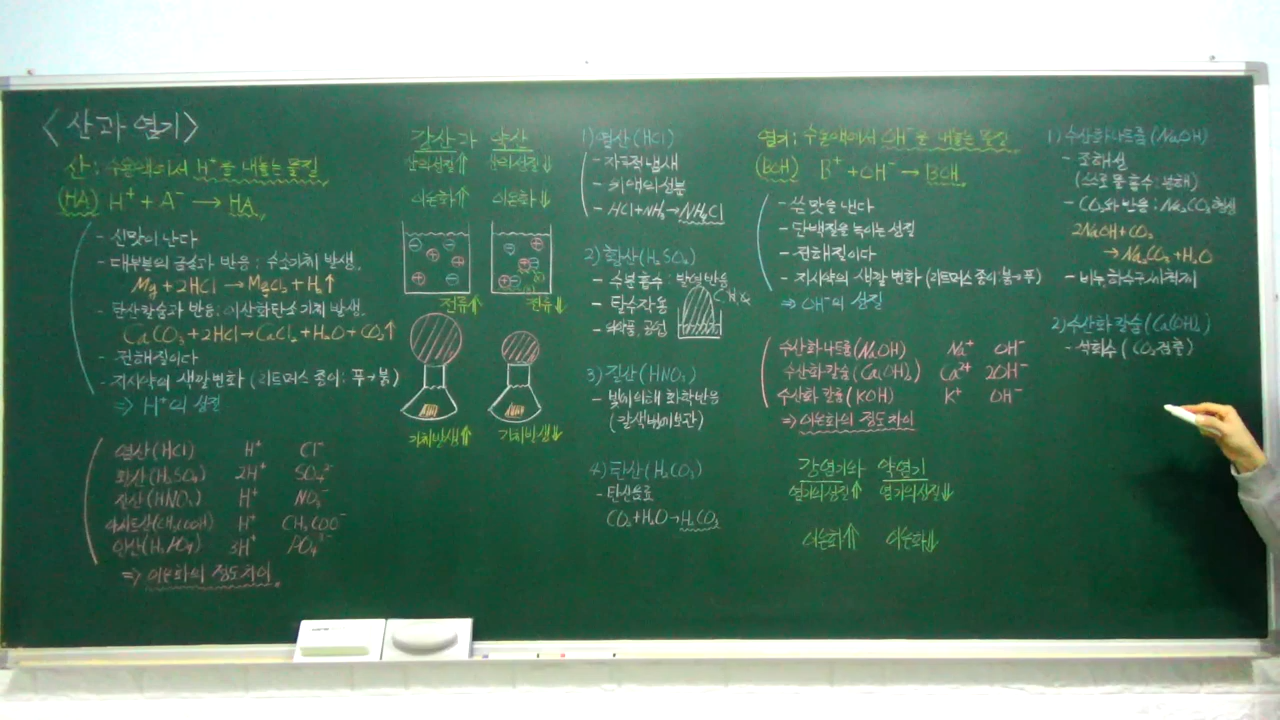 <산과 염기>
산 : 수용액에서 H⁺를 내놓는 물질
(HA) H⁺ + A⁻ → HA
- 신맛이 난다
- 대부분의 금속과 반응 : 수소기체 발생.
Mg + 2HCl → MgCl₂ + H₂↑
- 탄산칼슘과 반응 : 이산화탄소 기체 발생.
CaCO₃ + 2HCl → CaCl₂ + H₂O + CO₂↑
- 전해질이다
- 지시약의 색깔 변화 (리트머스 종이 : 푸→붉)
⇒ H⁺의 성질
염산 (HCl) H⁺ Cl⁻
황산 (H₂SO₄) 2H⁺ SO₄²⁻
질산 (HNO₃) H⁺ NO₃⁻
아시트산 (CH₃COOH) H⁺ CH₃COO⁻
인산 (H₃PO₄) 3H⁺ PO₄³⁻
⇒ 이온화의 정도 차이.
강산과 약산
산의성질⇑ 산의성질⇓
이온화⇑ 이온화⇓
전류⇑ 전류⇓
기체발생⇑ 기체발생⇓
1) 염산 (HCl)
- 자극적 냄새
- 위액의 성분
- HCl + NH₃ → NH₄Cl
2) 황산 (H₂SO₄)
- 수분 흡수 : 발열반응
- 탈수작용
- 의약품, 공업
3) 질산 (HNO₃)
- 빛에 의해 화학반응
(갈색병에 보관)
4) 탄산 (H₂CO₃)
- 탄산음료
CO₂ + H₂O → H₂CO₃
염기 : 수용액에서 OH⁻을 내놓는 물질
(BOH) B⁺ + OH⁻ → BOH
- 쓴 맛을 낸다
- 단백질을 녹이는 성질
- 전해질이다
- 지시약의 색깔 변화 (리트머스 종이 : 붉→푸)
⇒ OH⁻의 성질
수산화나트륨 (NaOH) Na⁺ OH⁻
수산화 칼슘 (Ca(OH)₂) Ca²⁺ 2OH⁻
수산화 칼륨 (KOH) K⁺ OH⁻
⇒ 이온화의 정도 차이
강염기와 약염기
염기의성질⇑ 염기의성질⇓
이온화⇑ 이온화⇓
1) 수산화나트륨 (NaOH)
- 조해성
(스스로 물 흡수 : 용해)
- CO₂와 반응 : Na₂CO₃ 형성
2NaOH + CO₂
→ Na₂CO₃ + H₂O
- 비누, 하수구 세척제
2) 수산화 칼슘 (Ca(OH)₂)
- 석회수 (CO₂ 검출)